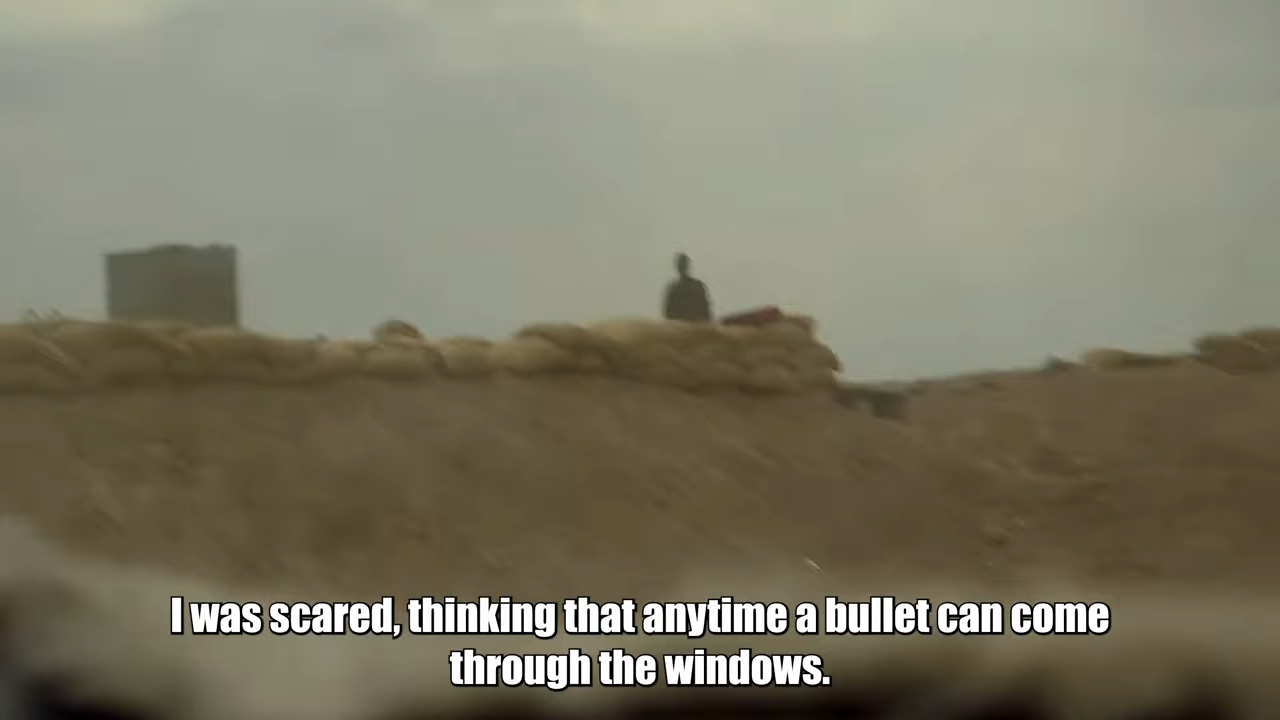 I was scared, thinking that anytime a bullet can come
through the windows.